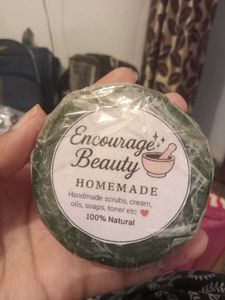 Encourage
Beauty
HOMEMADE
Handmade scrubs, cream,
oils, soaps, toner etc ❤️
100% Natural